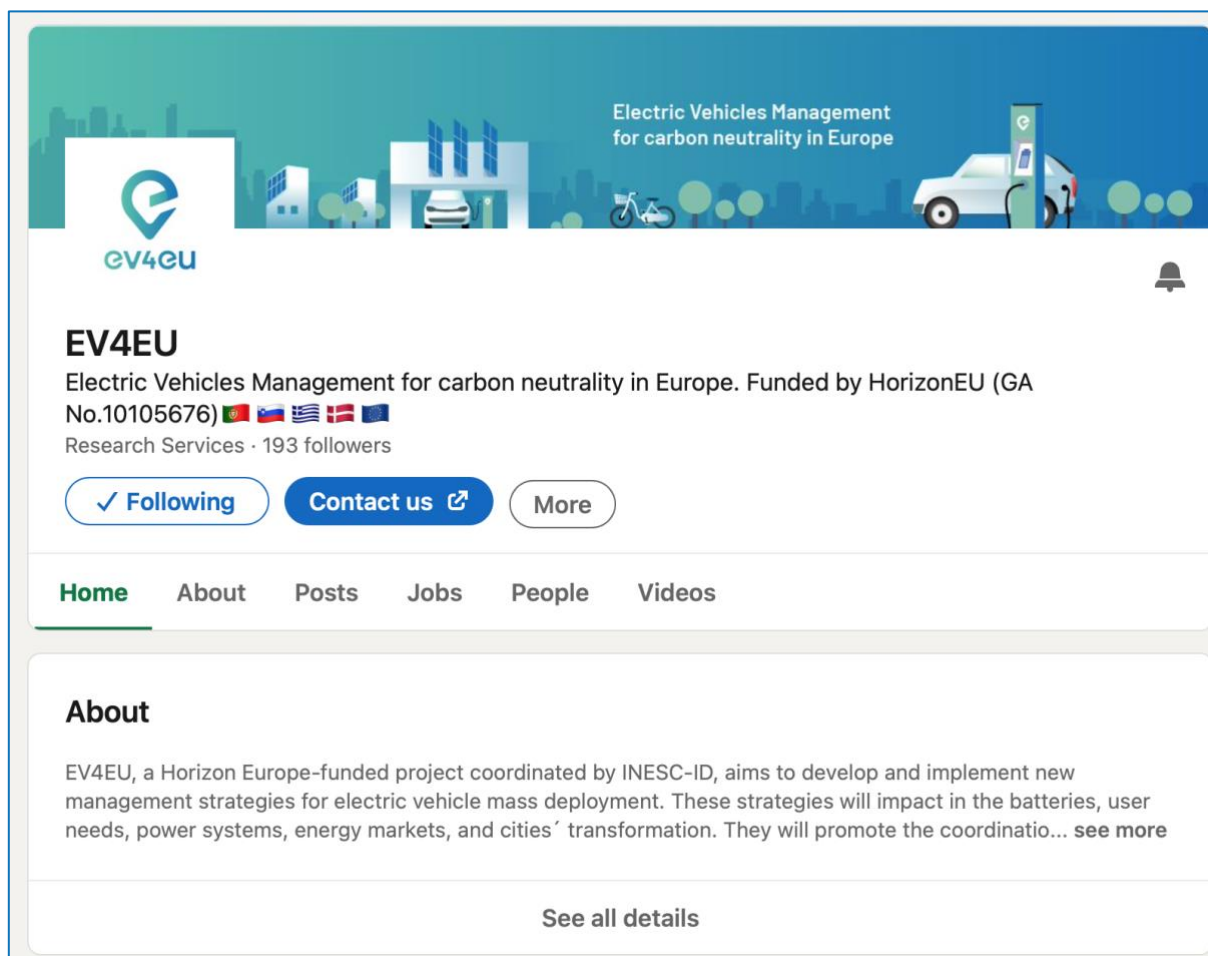 Electric Vehicles Management
for carbon neutrality in Europe
ev4eu
EV4EU
Electric Vehicles Management for carbon neutrality in Europe. Funded by HorizonEU (GA
No.10105676)🇵🇹 🇸🇮 🇬🇷 🇩🇰 🇪🇺
Research Services · 193 followers
✓ Following
Contact us
More
Home About Posts Jobs People Videos
About
EV4EU, a Horizon Europe-funded project coordinated by INESC-ID, aims to develop and implement new
management strategies for electric vehicle mass deployment. These strategies will impact in the batteries, user
needs, power systems, energy markets, and cities´ transformation. They will promote the coordinatio... see more
See all details